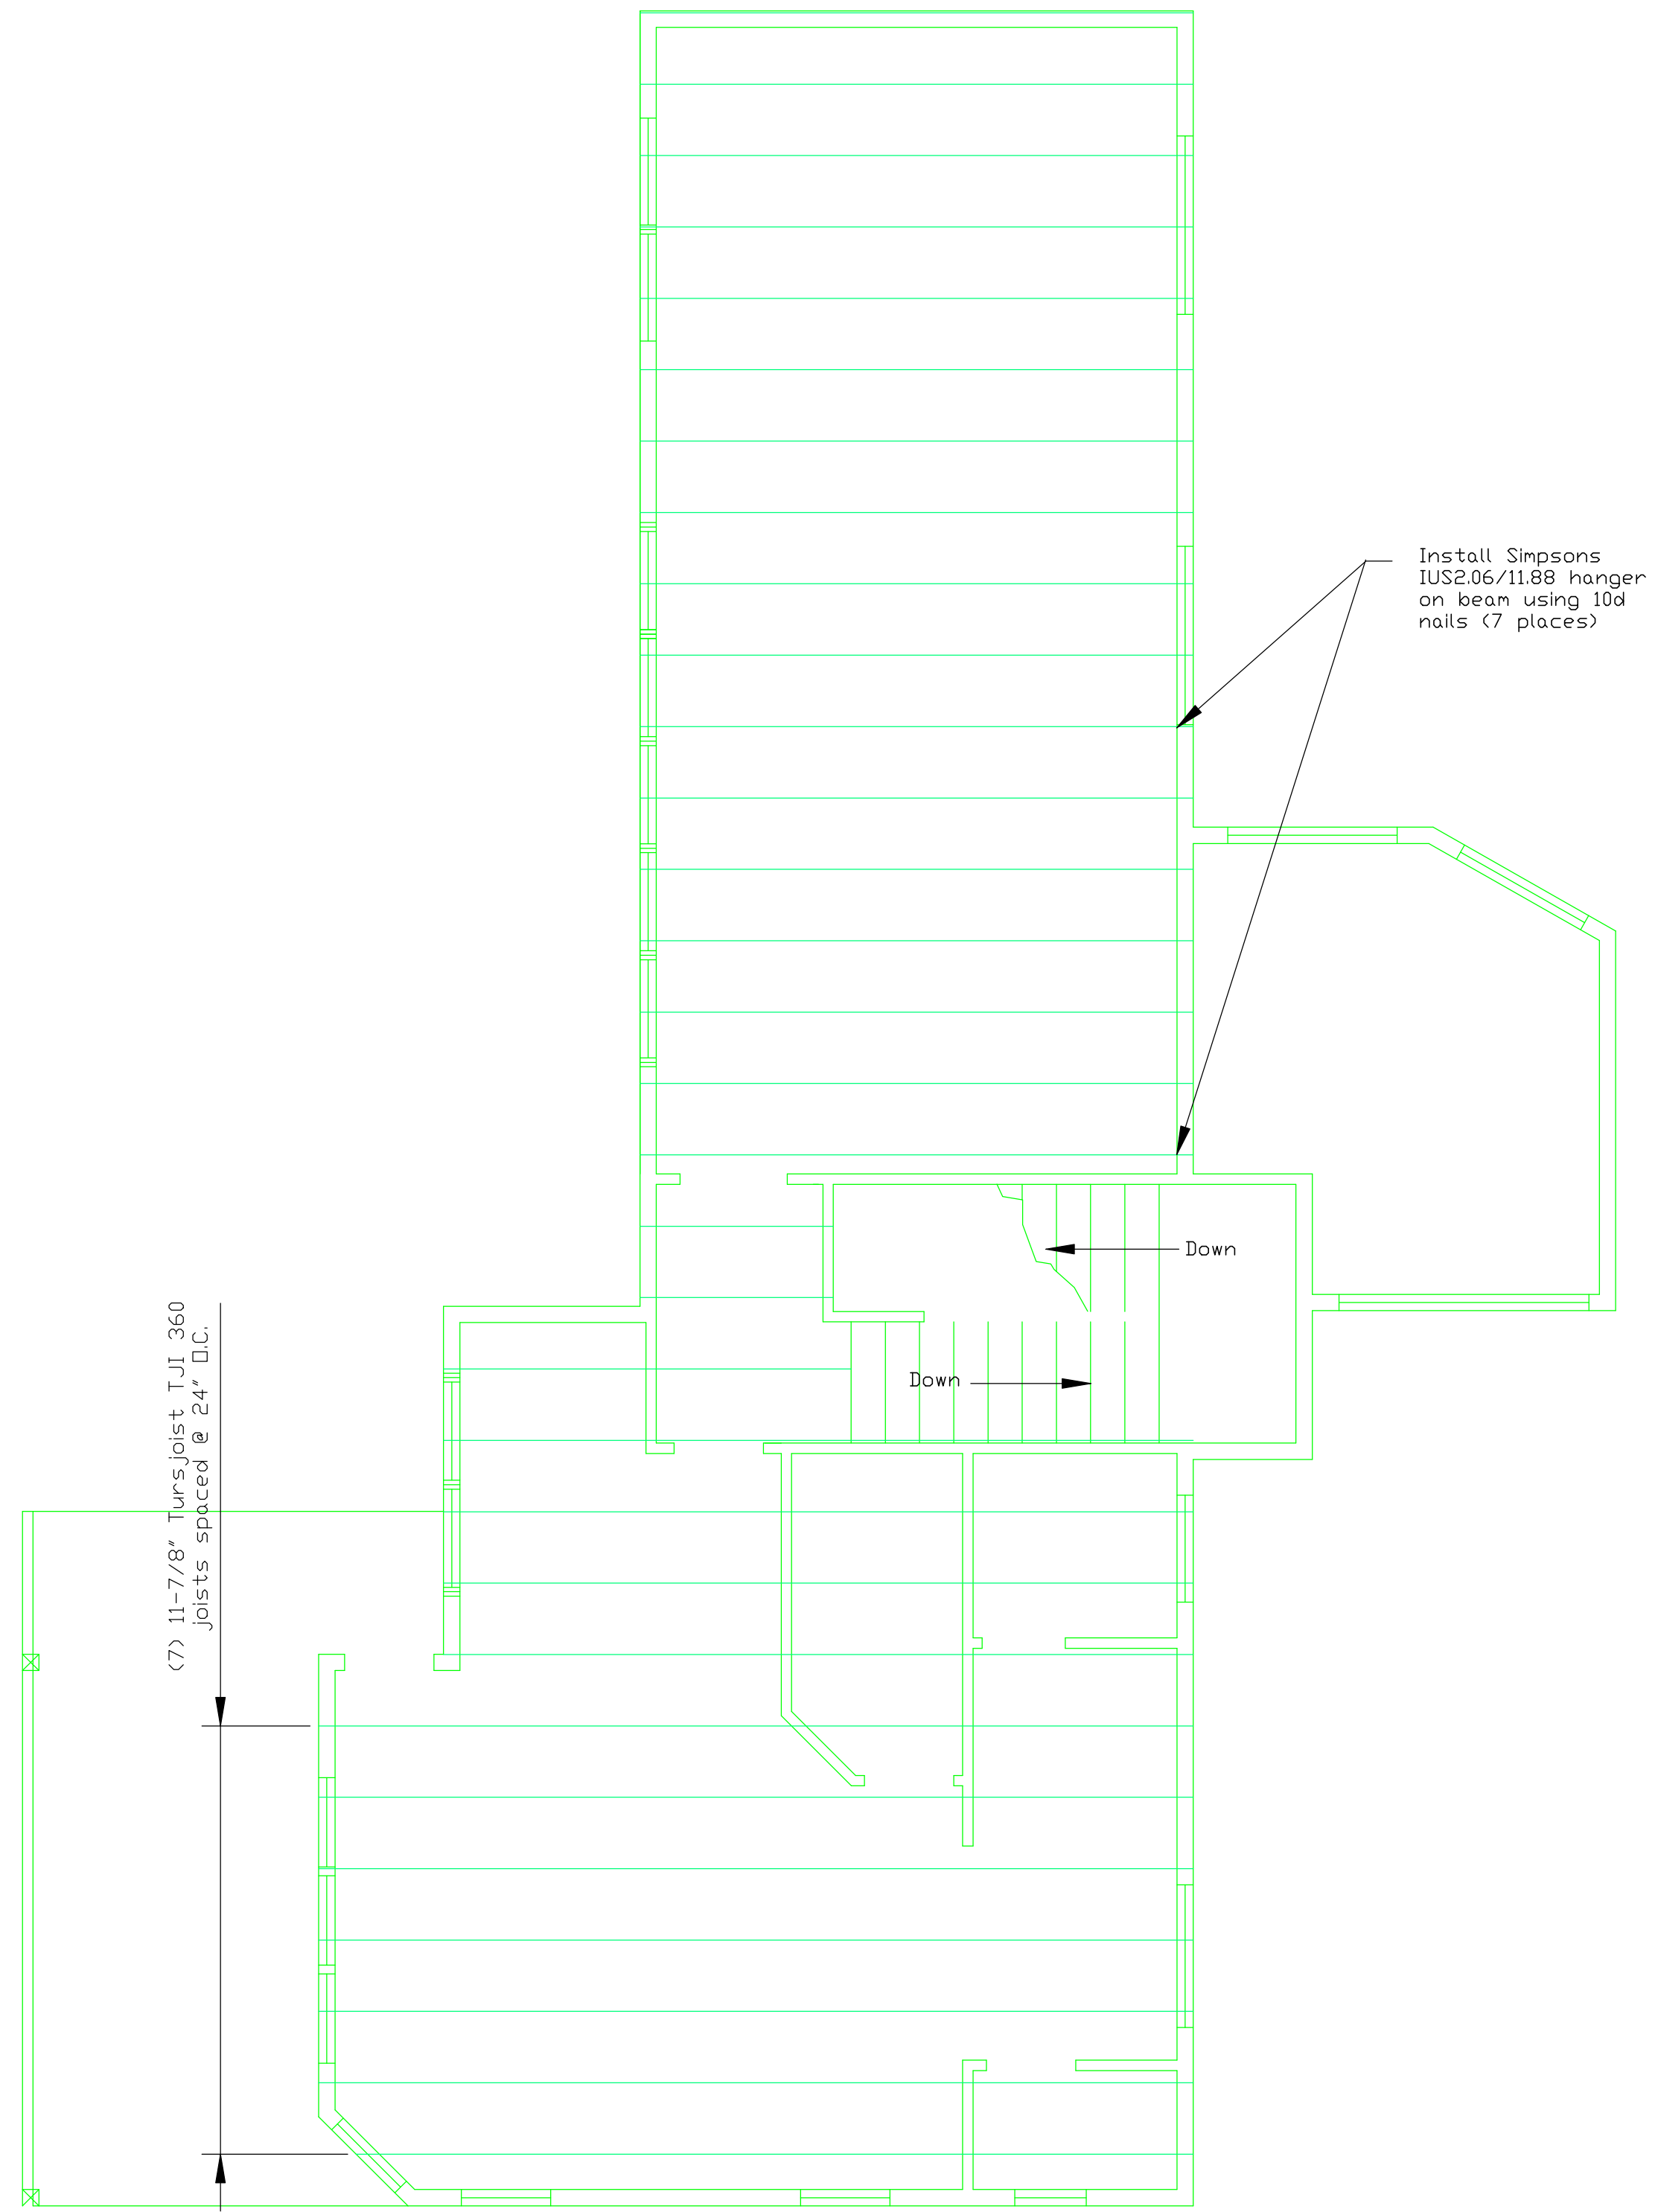 Install Simpsons
IUS2.06/11.88 hanger
on beam using 10d
nails (7 places)
Down
Down
(7) 11-7/8" Tursjoist TJI 360
joists spaced @ 24" O.C.